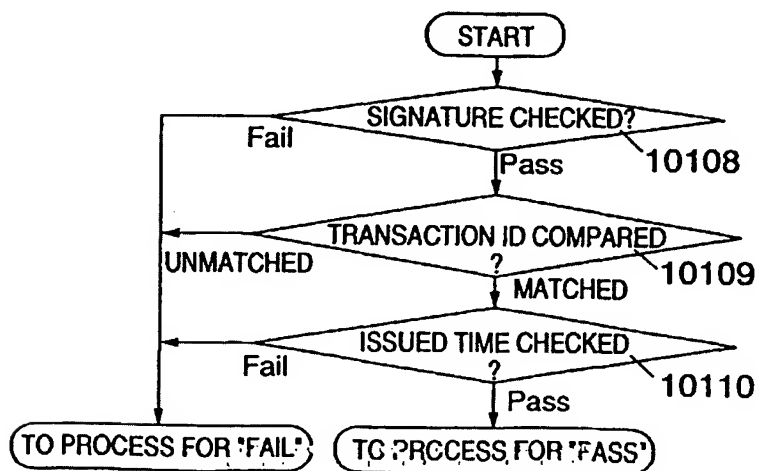 START
SIGNATURE CHECKED?
Fail
10108
Pass
TRANSACTION ID COMPARED
?
UNMATCHED
10109
MATCHED
ISSUED TIME CHECKED
?
Fail
10110
Pass
TO PROCESS FOR "FAIL"
TO PROCESS FOR "FASS"